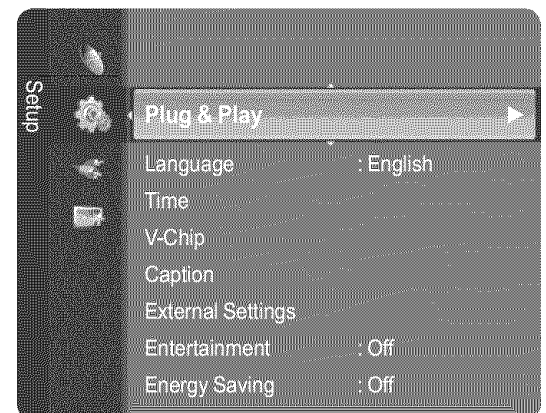 Setup
Plug & Play
Language : English
Time
V-Chip
Caption
External Settings
Entertainment : Off
Energy Saving : Off